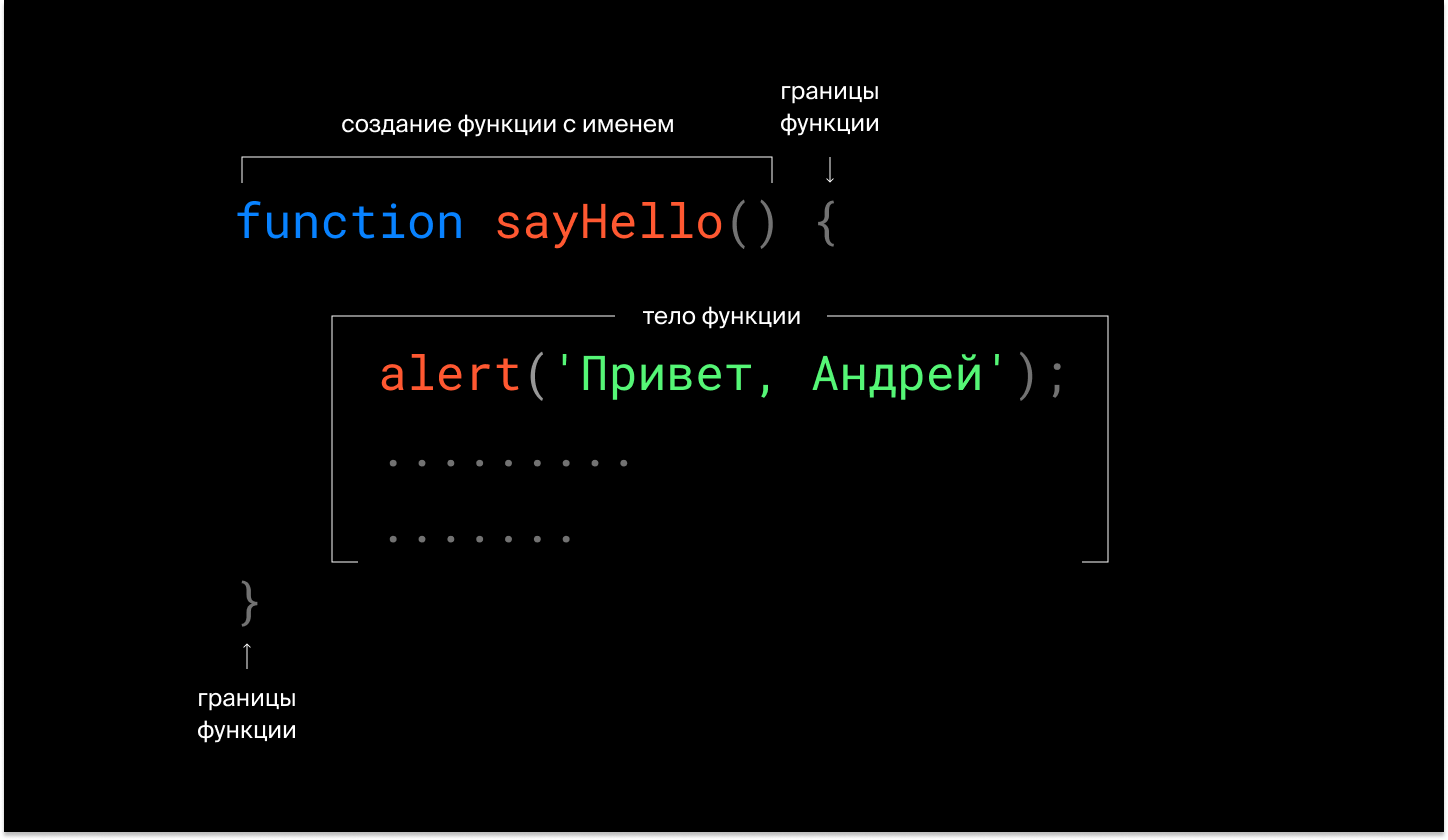 границы
функции
создание функции с именем
function sayHello() {
тело функции
alert('Привет, Андрей');
.........
.......
}
границы
функции